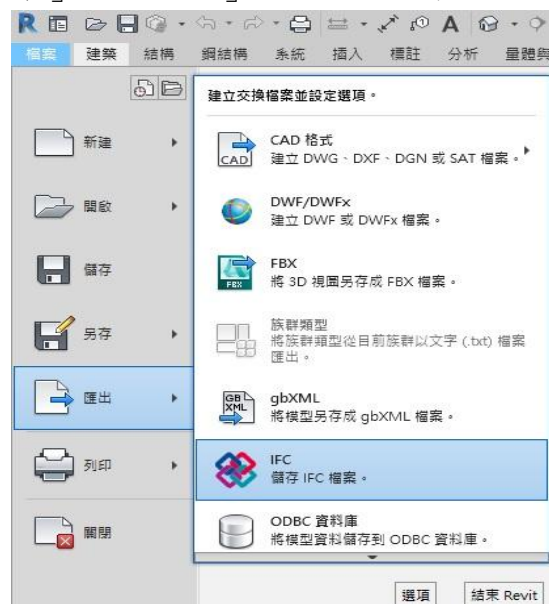 R
A
檔案 建築 結構 鋼結構 系統 插入 標註 分析 量體與
建立交換檔案並設定選項。
新建
開啟
儲存
另存
匯出
列印
關閉
CAD
CAD 格式
建立 DWG、DXF、DGN 或 SAT 檔案。
DWF/DWFx
建立 DWF 或 DWFx 檔案。
FBX
FBX
將 3D 視圖另存成 FBX 檔案。
族群類型
將族群類型從目前族群以文字 (.txt) 檔案
匯出。
GB
XML
gbXML
將模型另存成 gbXML 檔案。
IFC
儲存 IFC 檔案。
ODBC 資料庫
將模型資料儲存到 ODBC 資料庫。
選項 結束 Revit